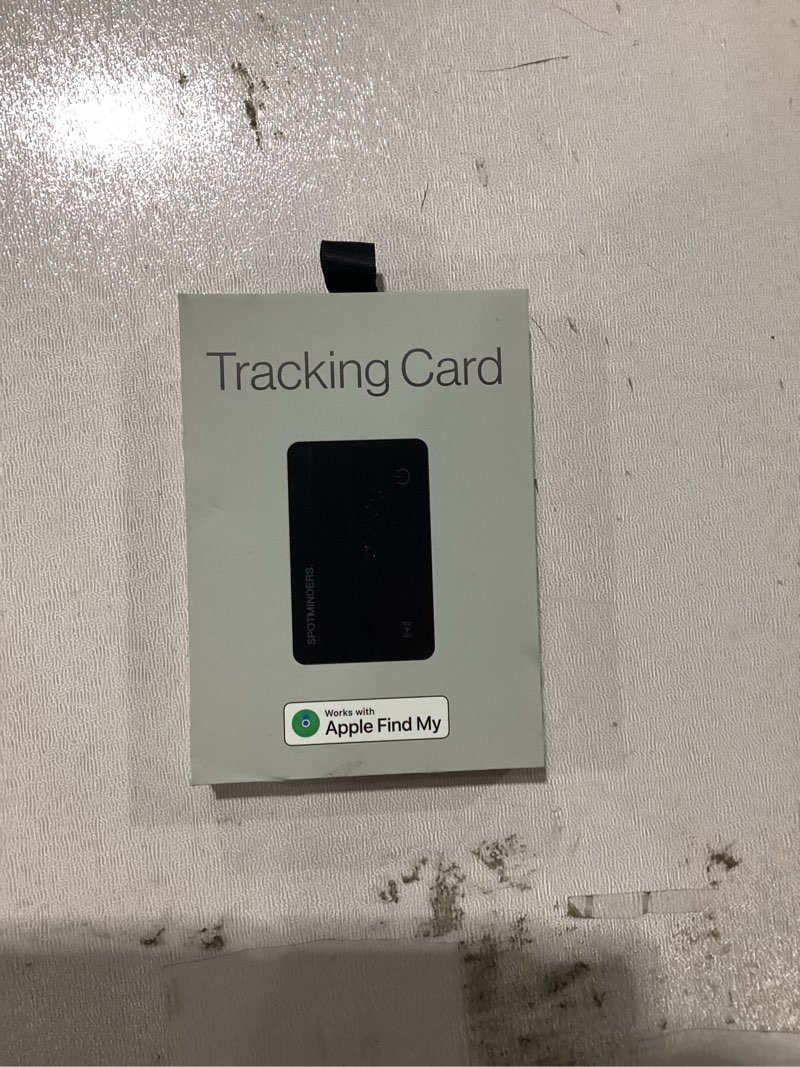 Tracking Card
SPOTMINDERS.
Works with
Apple Find My